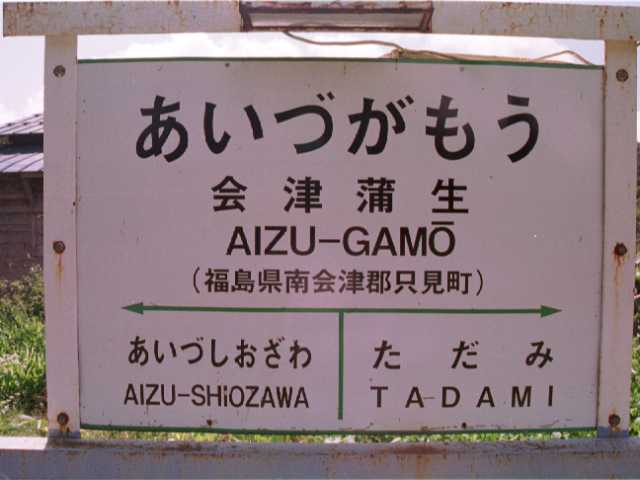 あいづがもう
会津蒲生
AIZU-GAMŌ
(福島県南会津郡只見町)
あいづしおざわ ただみ
AIZU-SHiOZAWA TADAMI